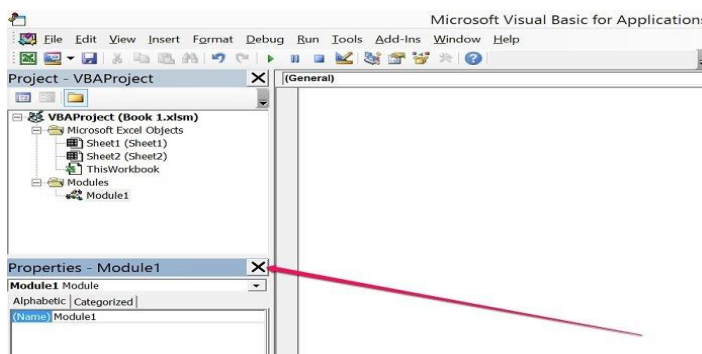 Microsoft Visual Basic for Applications
File Edit View Insert Format Debug Run Tools Add-Ins Window Help
Project - VBAProject
(General)
VBAProject (Book 1.xlsm)
Microsoft Excel Objects
Sheet1 (Sheet1)
Sheet2 (Sheet2)
ThisWorkbook
Modules
Module1
Properties - Module1
Module1 Module
Alphabetic Categorized
(Name) Module1